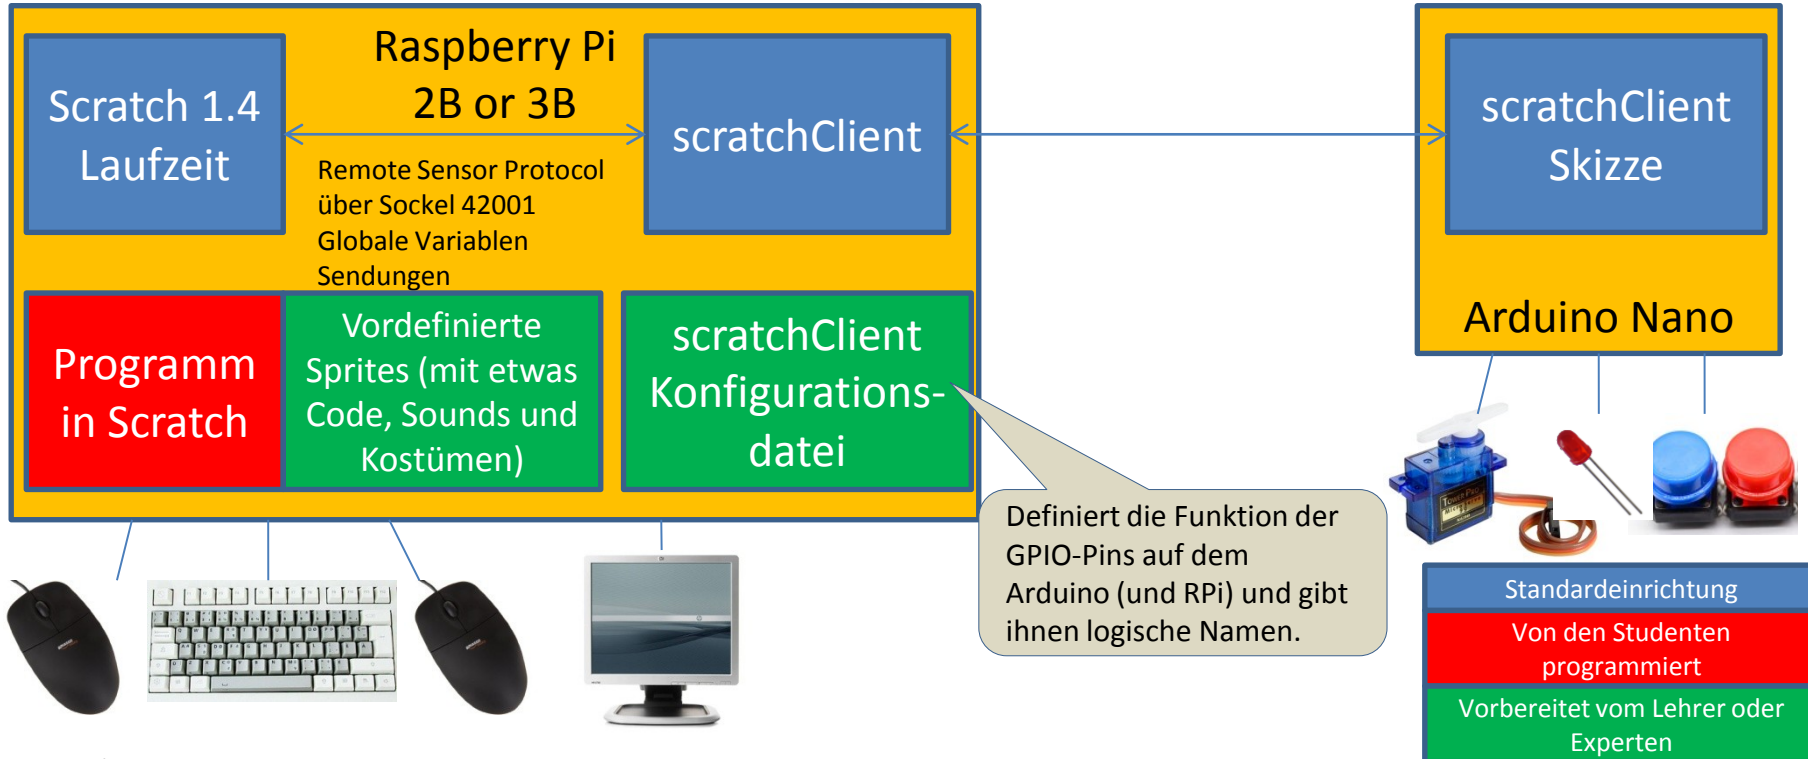 Raspberry Pi
2B or 3B
Scratch 1.4
Laufzeit
scratchClient
Remote Sensor Protocol
über Sockel 42001
Globale Variablen
Sendungen
Programm
in Scratch
Vordefinierte
Sprites (mit etwas
Code, Sounds und
Kostümen)
scratchClient
Konfigurations-
datei
scratchClient
Skizze
Arduino Nano
Definiert die Funktion der
GPIO-Pins auf dem
Arduino (und RPi) und gibt
ihnen logische Namen.
Standardeinrichtung
Von den Studenten
programmiert
Vorbereitet vom Lehrer oder
Experten